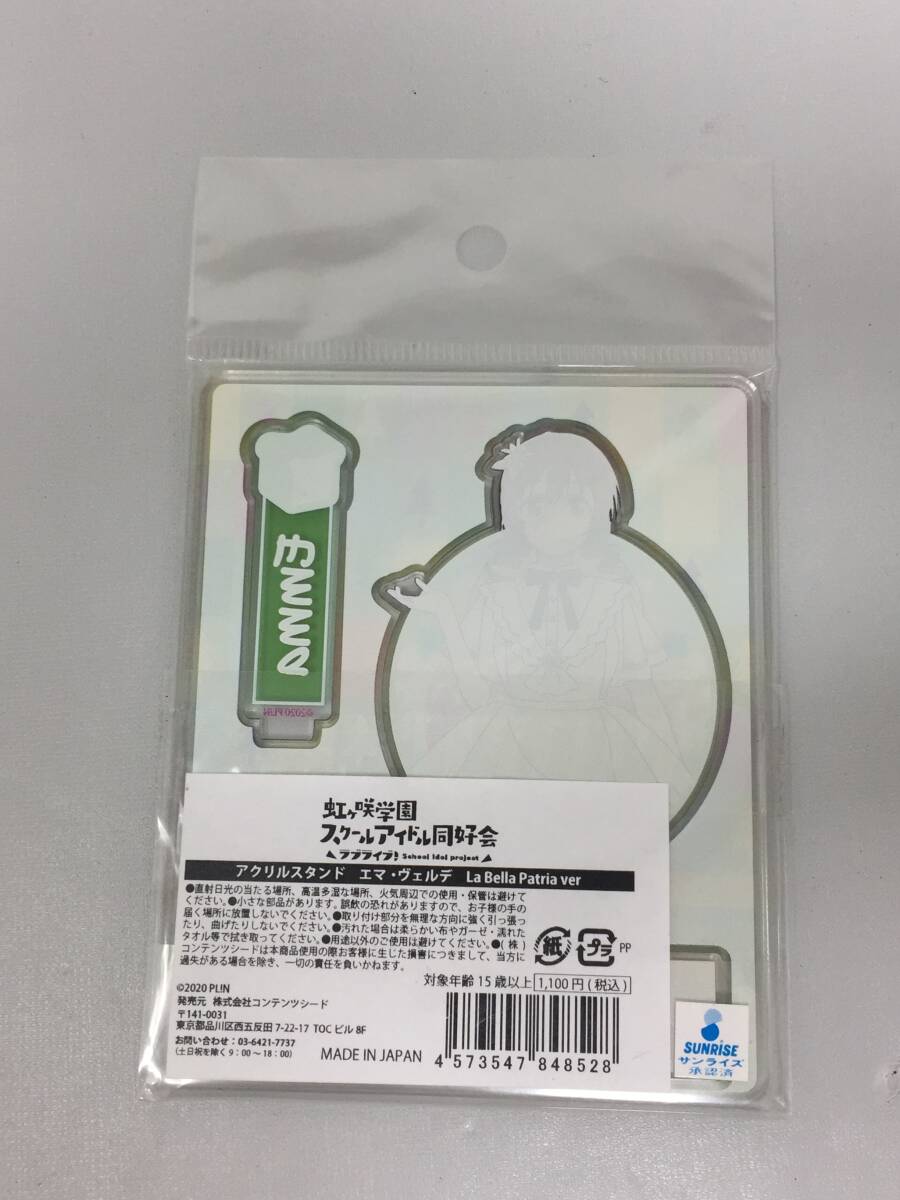 ©2020 PL!N
虹ヶ咲学園
スクールアイドル同好会
ラブライブ! School idol project
アクリルスタンド エマ・ヴェルデ La Bella Patria ver
●直射日光の当たる場所、高温多湿な場所、火気周辺での使用・保管は避けて
ください。●小さな部品があります。誤飲の恐れがありますので、お子様の手の
届く場所に放置しないでください。●取り付け部分を無理な方向に強く引っ張っ
たり、曲げたりしないでください。●汚れた場合は柔らかい布やガーゼ・濡れた
タオル等で拭き取ってください。●用途以外のご使用は避けてください。●(株)
コンテンツシードは本商品使用の際お客様に生じた損害につきまして、当方に
過失がある場合を除き、一切の責任を負いかねます。
紙 プラ PP
対象年齢 15 歳以上 1,100 円 (税込)
©2020 PL!N
発売元 株式会社コンテンツシード
〒141-0031
東京都品川区西五反田 7-22-17 TOC ビル 8F
お問い合わせ:03-6421-7737
(土日祝を除く 9:00~18:00)
MADE IN JAPAN
4 573547 848528
SUNRISE
サンライズ
承認済